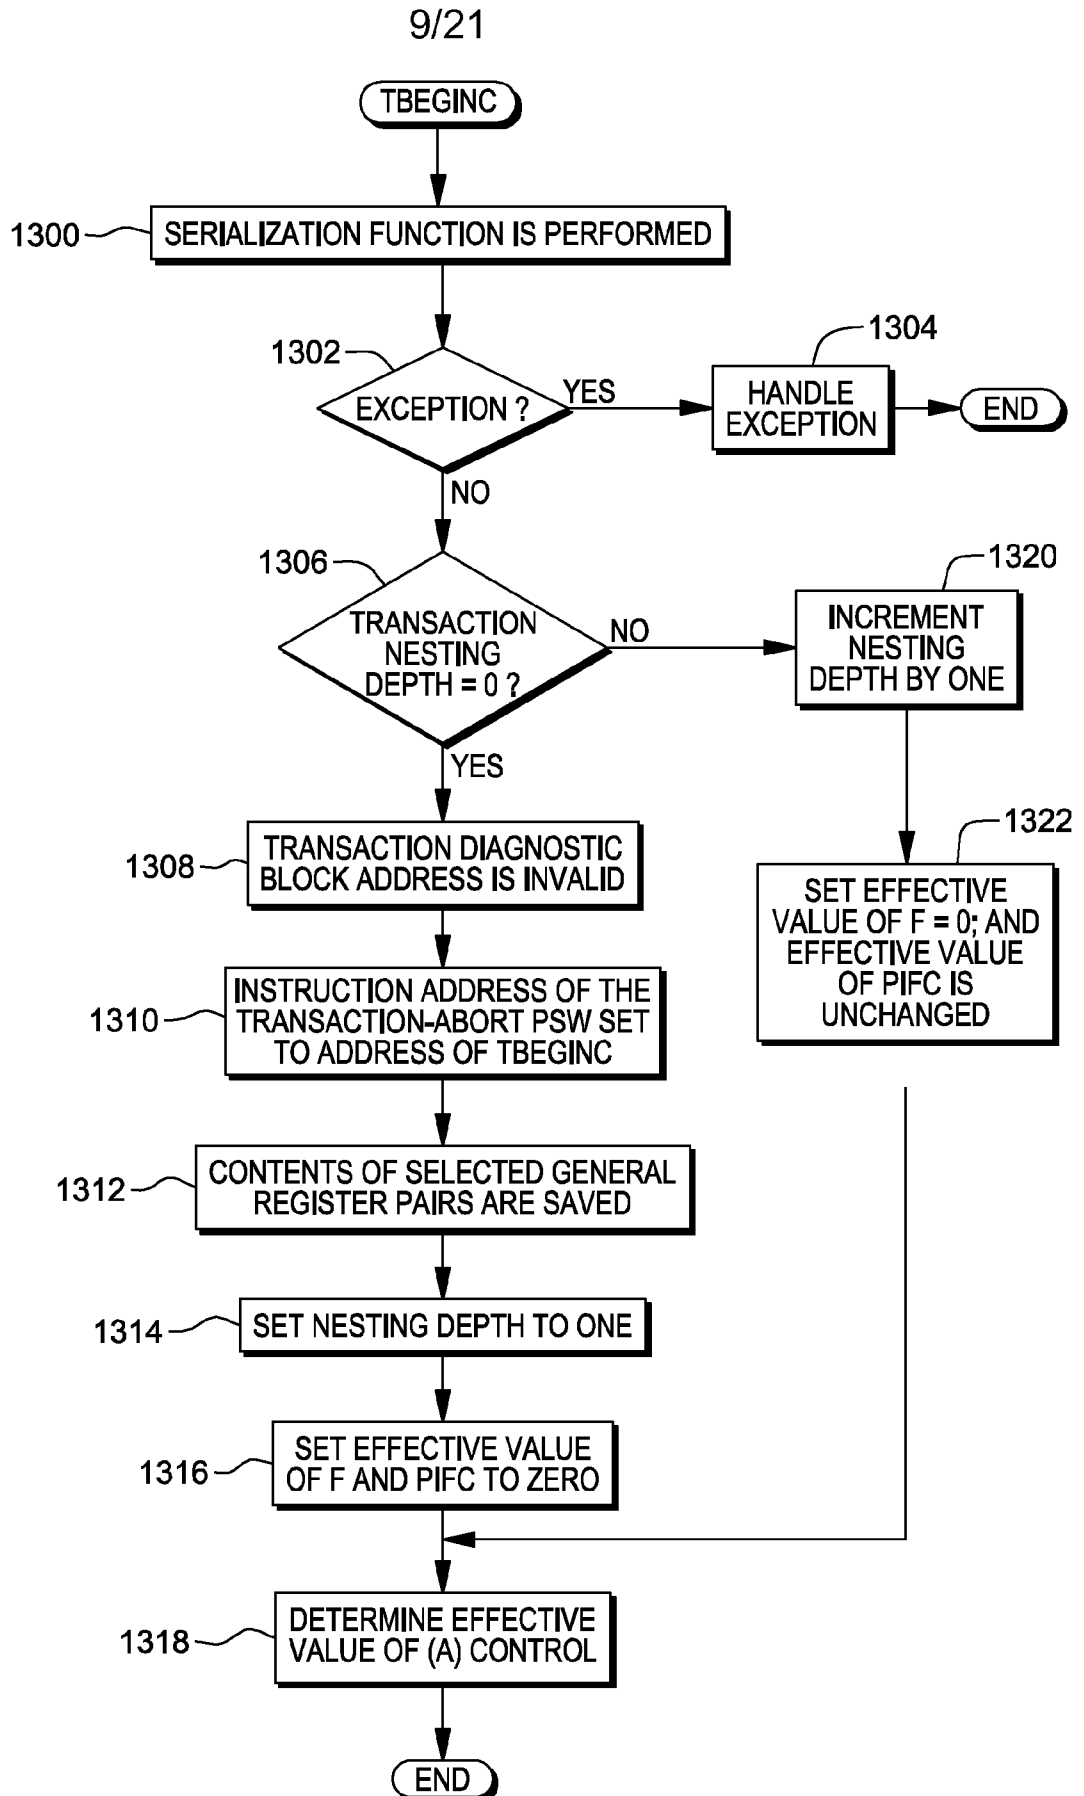 9/21
TBEGINC
1300
SERIALIZATION FUNCTION IS PERFORMED
1302
EXCEPTION ?
YES
1304
HANDLE
EXCEPTION
END
NO
1306
TRANSACTION
NESTING
DEPTH = 0 ?
NO
1320
INCREMENT
NESTING
DEPTH BY ONE
YES
1308
TRANSACTION DIAGNOSTIC
BLOCK ADDRESS IS INVALID
1322
SET EFFECTIVE
VALUE OF F = 0; AND
EFFECTIVE VALUE
OF PIFC IS
UNCHANGED
1310
INSTRUCTION ADDRESS OF THE
TRANSACTION-ABORT PSW SET
TO ADDRESS OF TBEGINC
1312
CONTENTS OF SELECTED GENERAL
REGISTER PAIRS ARE SAVED
1314
SET NESTING DEPTH TO ONE
1316
SET EFFECTIVE VALUE
OF F AND PIFC TO ZERO
1318
DETERMINE EFFECTIVE
VALUE OF (A) CONTROL
END